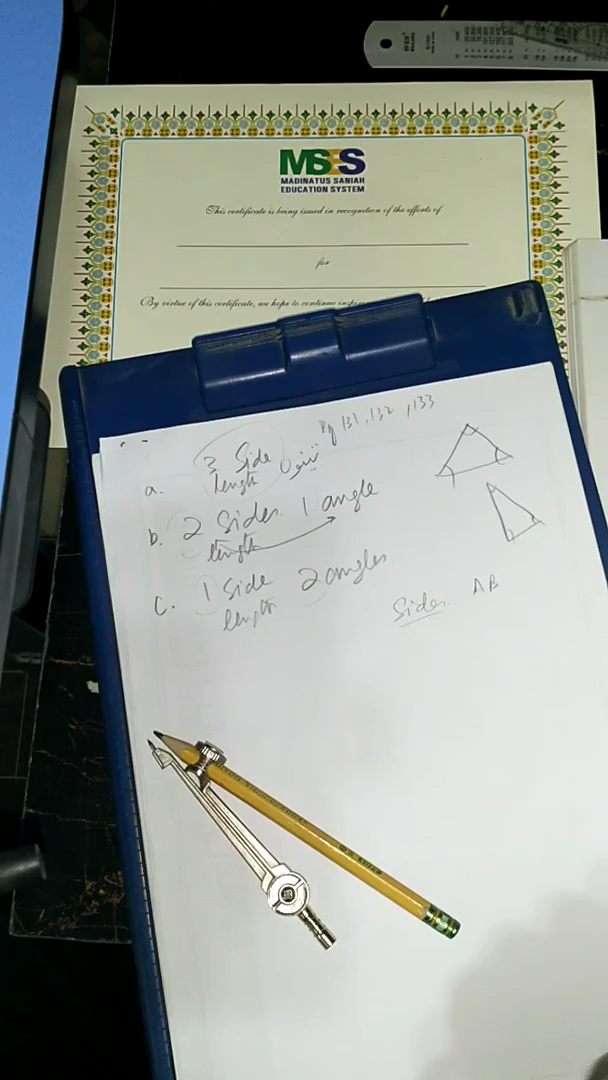 MSES
MADINATUS SANIAH
EDUCATION SYSTEM
This certificate is being issued in recognition of the efforts of
for
By virtue of this certificate, we hope to continue
Pg 131, 132, 133
a. 3 Side
length
b. 2 Sides 1 angle
length
c. 1 Side 2 angles
length
Sides AB